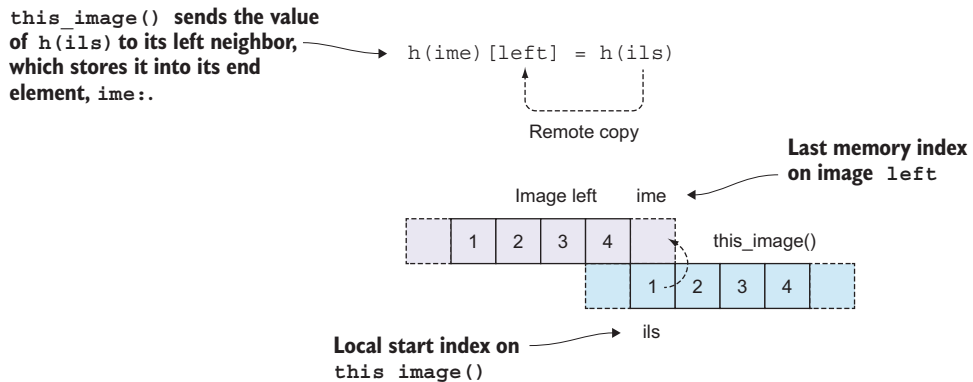 this_image() sends the value
of h(ils) to its left neighbor,
which stores it into its end
element, ime:.
h(ime)[left] = h(ils)
Remote copy
Last memory index
on image left
Image left ime
1 2 3 4
this_image()
1 2 3 4
ils
Local start index on
this image()